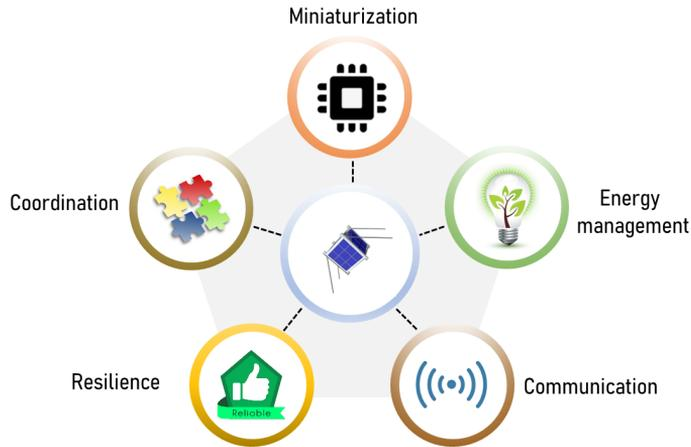 Miniaturization
Coordination
Energy
management
Resilience
Reliable
Communication